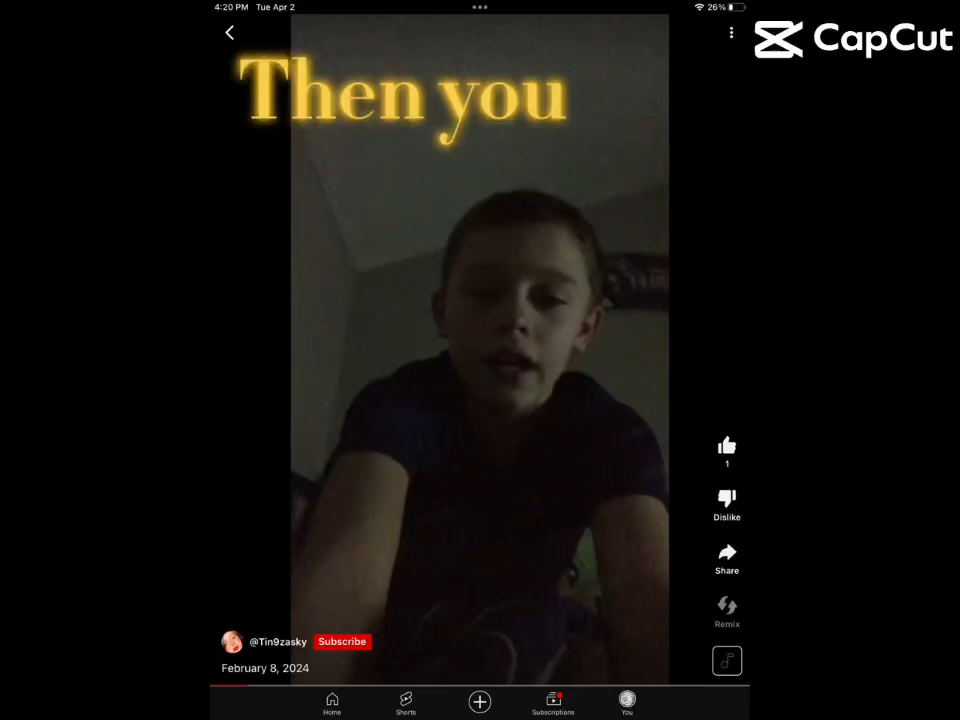 4:20 PM Tue Apr 2
26%
CapCut
Then you
1
Dislike
Share
Remix
@Tin9zasky Subscribe
February 8, 2024
Home Shorts Subscriptions You